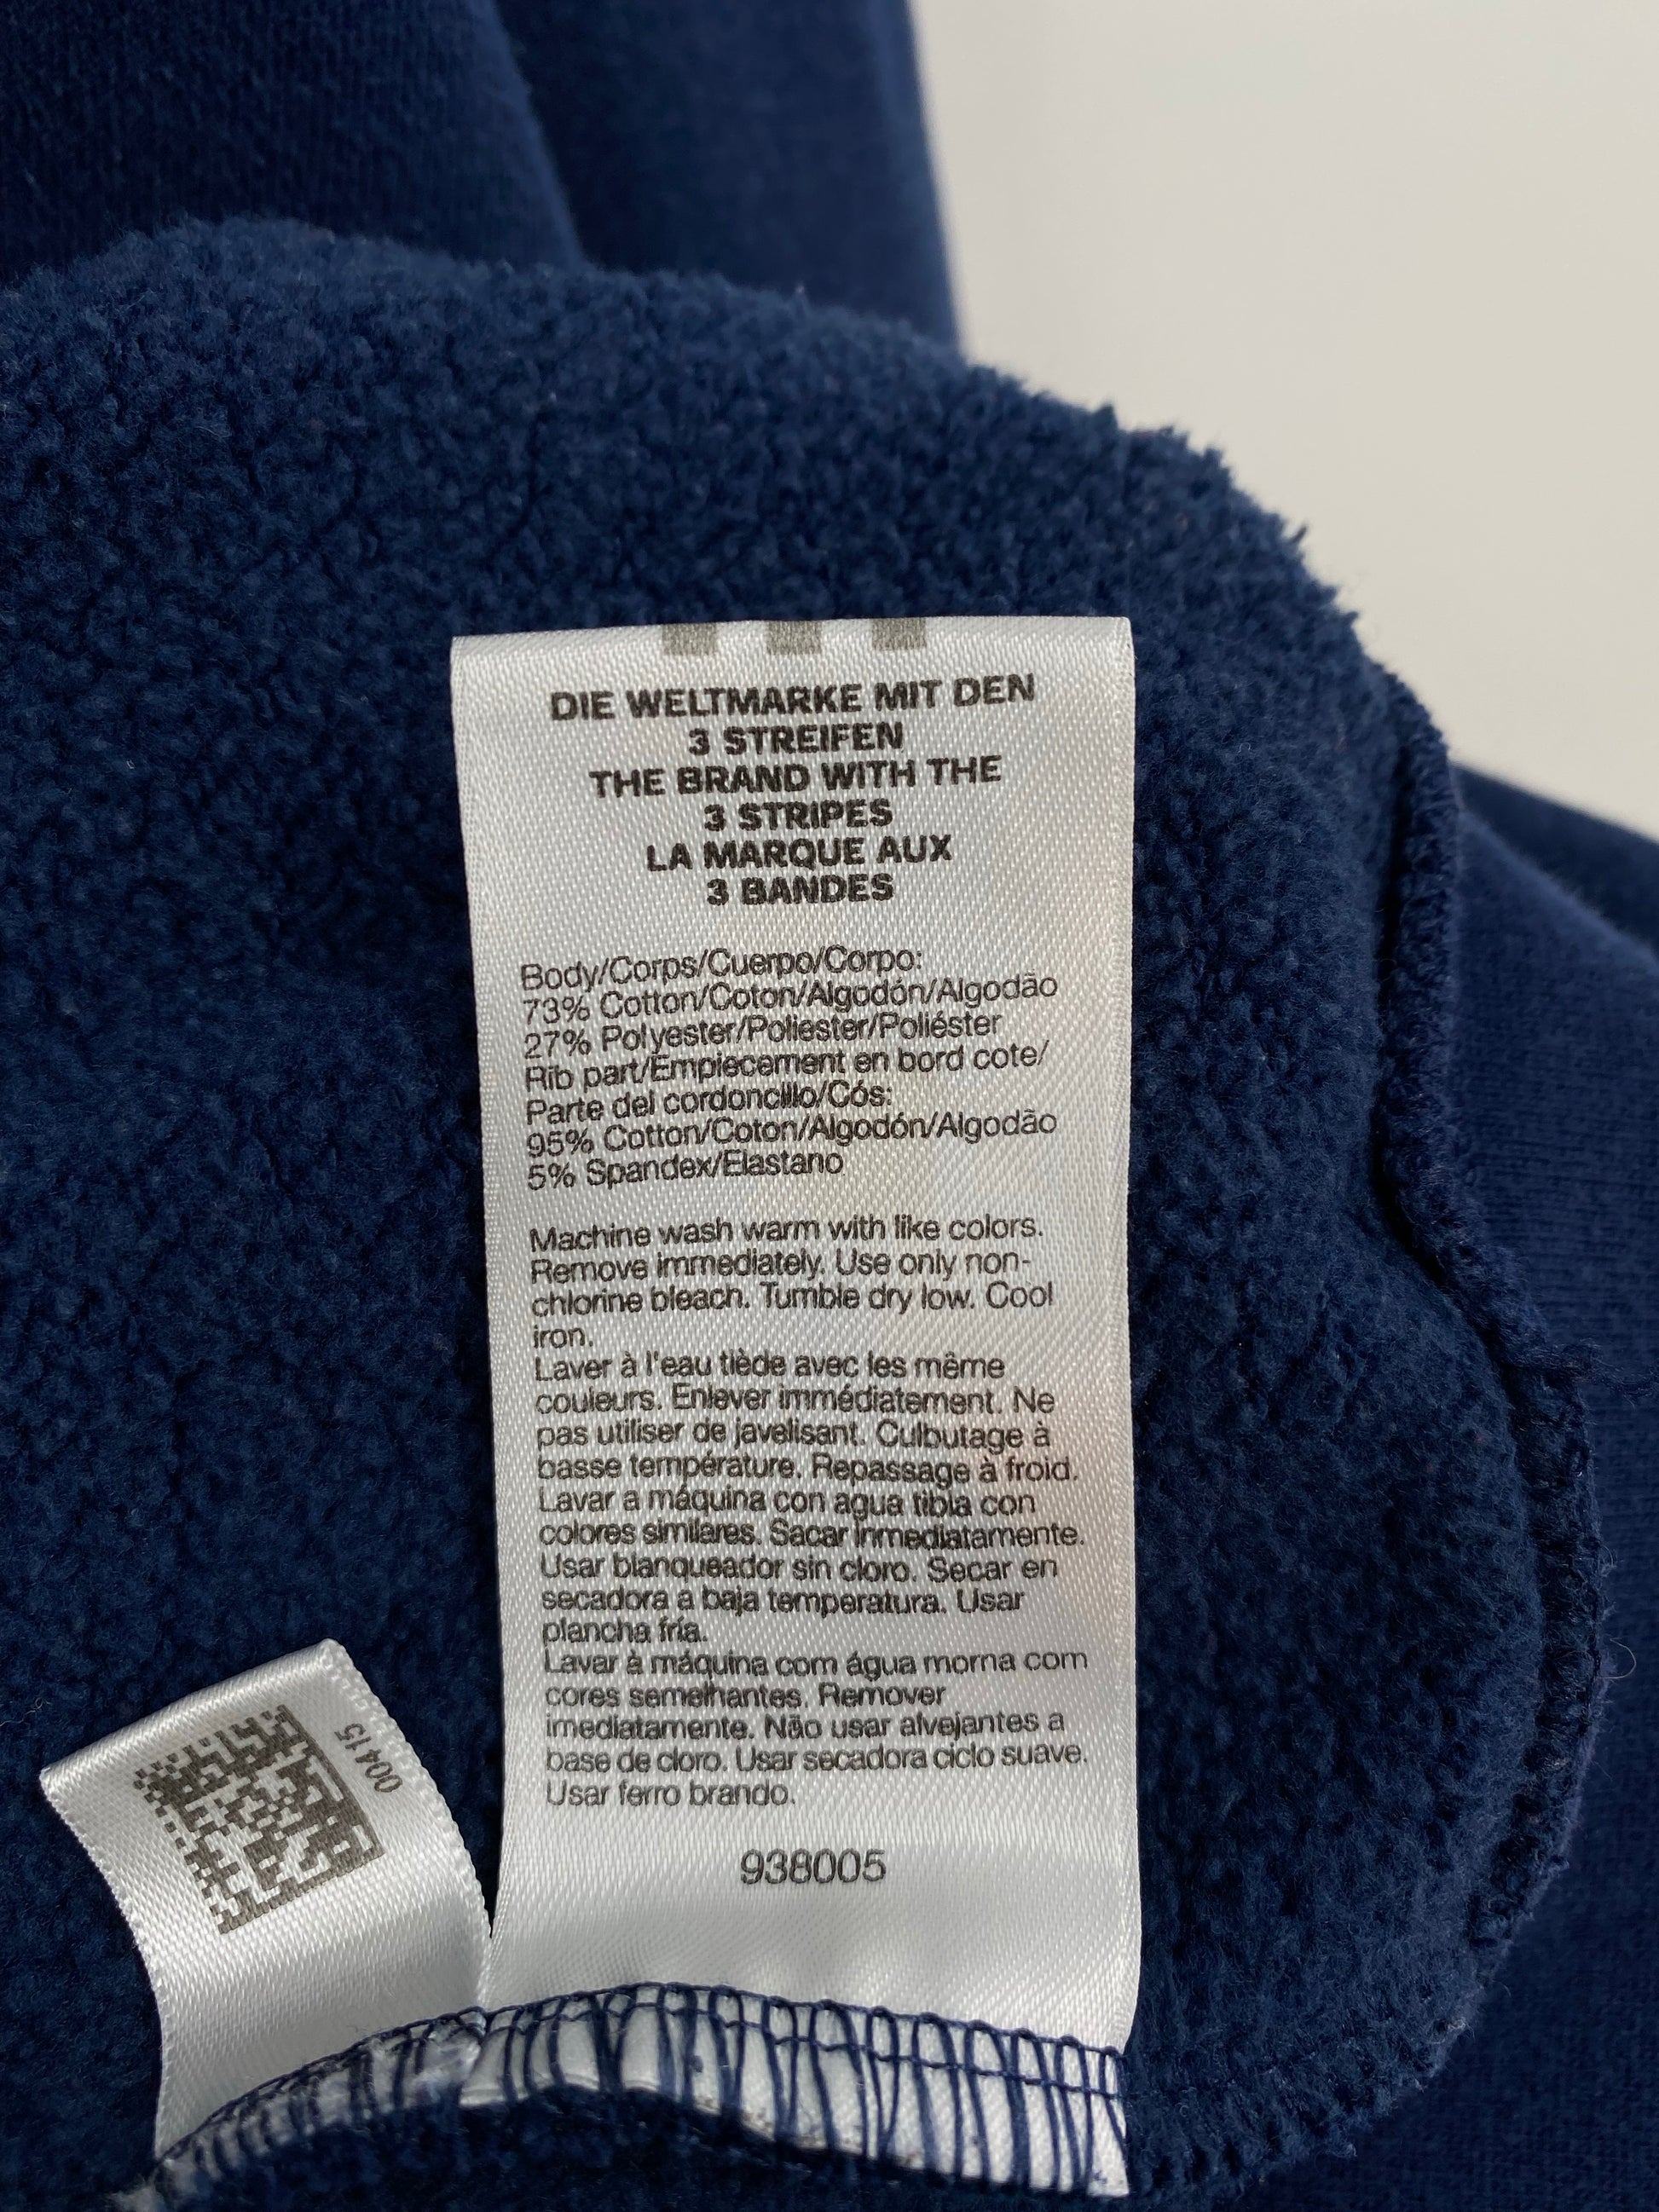 DIE WELTMARKE MIT DEN
3 STREIFEN
THE BRAND WITH THE
3 STRIPES
LA MARQUE AUX
3 BANDES
Body/Corps/Cuerpo/Corpo:
73% Cotton/Coton/Algodón/Algodão
27% Polyester/Poliester/Poliéster
Rib part/Empiecement en bord cote/
Parte del cordoncillo/Cós:
95% Cotton/Coton/Algodón/Algodão
5% Spandex/Elastano
Machine wash warm with like colors.
Remove immediately. Use only non-
chlorine bleach. Tumble dry low. Cool
iron.
Laver à l'eau tiède avec les même
couleurs. Enlever immédiatement. Ne
pas utiliser de javelisant. Culbutage à
basse température. Repassage à froid.
Lavar a máquina con agua tibia con
colores similares. Sacar inmediatamente.
Usar blanqueador sin cloro. Secar en
secadora a baja temperatura. Usar
plancha fría.
Lavar à máquina com água morna com
cores semelhantes. Remover
imediatamente. Não usar alvejantes a
base de cloro. Usar secadora ciclo suave.
Usar ferro brando.
938005
00415